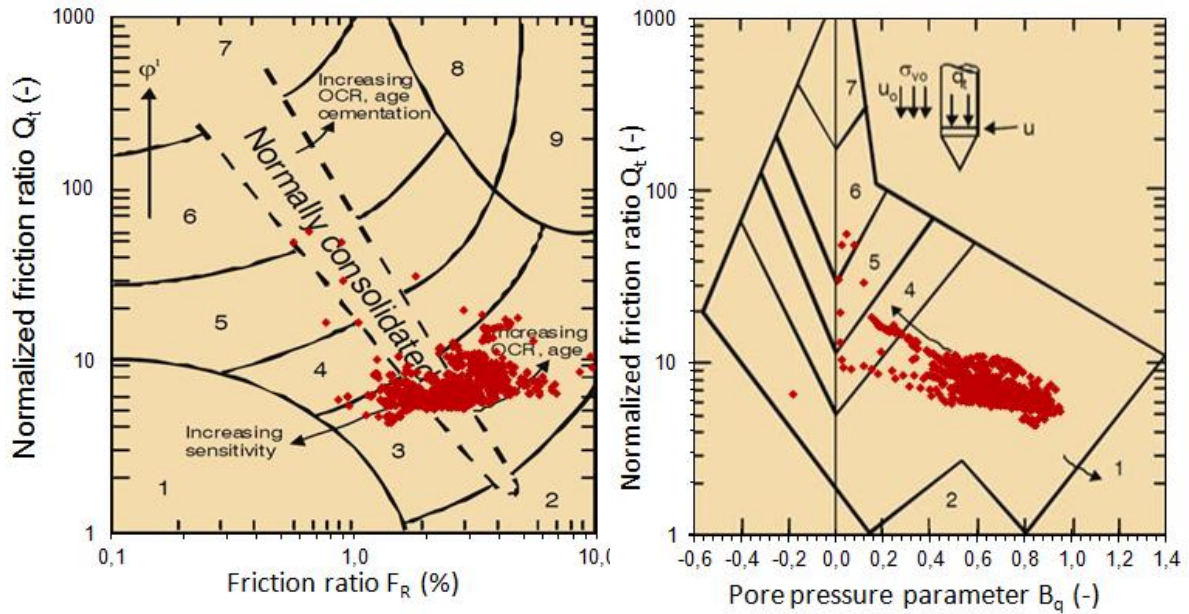 Normalized friction ratio Qt (-)
1000
100
10
1
0,1
1,0
10,0
Friction ratio FR (%)
φ'
7
8
9
6
5
4
3
1
2
Increasing
OCR, age
cementation
Normally consolidated
Increasing
OCR, age
Increasing
sensitivity
Normalized friction ratio Qt (-)
1000
100
10
1
-0,6
-0,4
-0,2
0,0
0,2
0,4
0,6
0,8
1,0
1,2
1,4
Pore pressure parameter Bq (-)
7
6
5
4
1
2
uo
σvo
qt
u